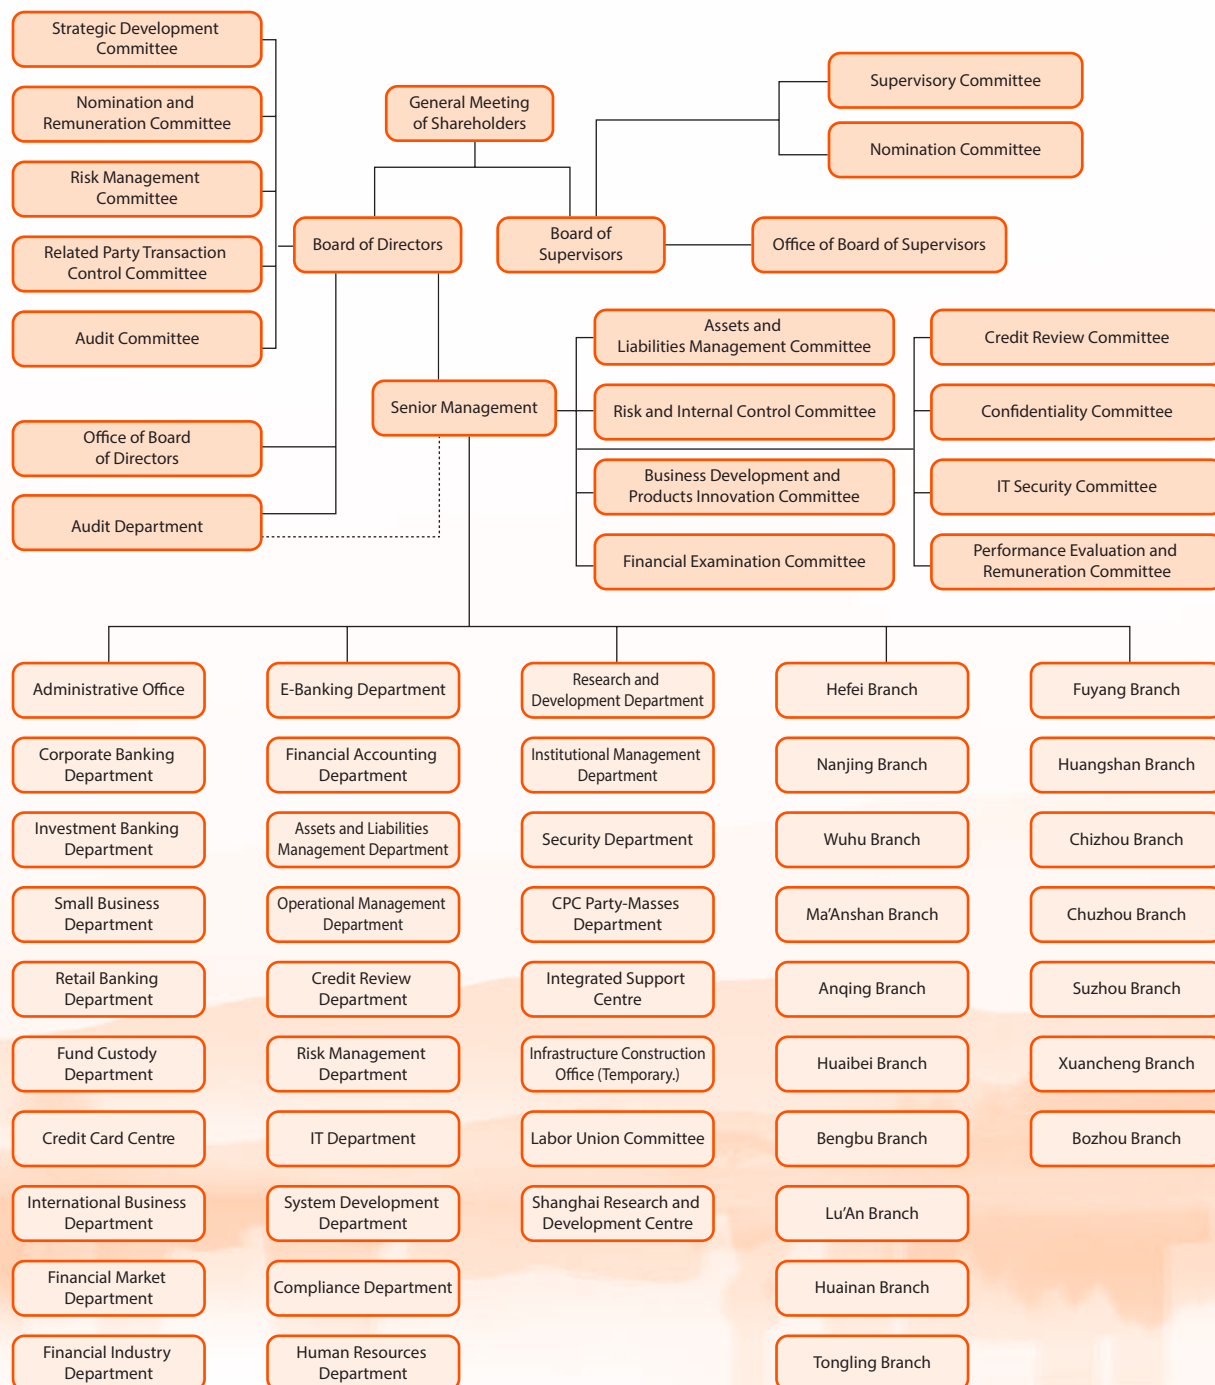 Strategic Development
Committee
Nomination and
Remuneration Committee
Risk Management
Committee
Related Party Transaction
Control Committee
Audit Committee
Office of Board
of Directors
Audit Department
General Meeting
of Shareholders
Board of Directors
Board of
Supervisors
Supervisory Committee
Nomination Committee
Office of Board of Supervisors
Senior Management
Assets and
Liabilities Management Committee
Risk and Internal Control Committee
Business Development and
Products Innovation Committee
Financial Examination Committee
Credit Review Committee
Confidentiality Committee
IT Security Committee
Performance Evaluation and
Remuneration Committee
Administrative Office
Corporate Banking
Department
Investment Banking
Department
Small Business
Department
Retail Banking
Department
Fund Custody
Department
Credit Card Centre
International Business
Department
Financial Market
Department
Financial Industry
Department
E-Banking Department
Financial Accounting
Department
Assets and Liabilities
Management Department
Operational Management
Department
Credit Review
Department
Risk Management
Department
IT Department
System Development
Department
Compliance Department
Human Resources
Department
Research and
Development Department
Institutional Management
Department
Security Department
CPC Party-Masses
Department
Integrated Support
Centre
Infrastructure Construction
Office (Temporary.)
Labor Union Committee
Shanghai Research and
Development Centre
Hefei Branch
Nanjing Branch
Wuhu Branch
Ma’Anshan Branch
Anqing Branch
Huaibei Branch
Bengbu Branch
Lu’An Branch
Huainan Branch
Tongling Branch
Fuyang Branch
Huangshan Branch
Chizhou Branch
Chuzhou Branch
Suzhou Branch
Xuancheng Branch
Bozhou Branch